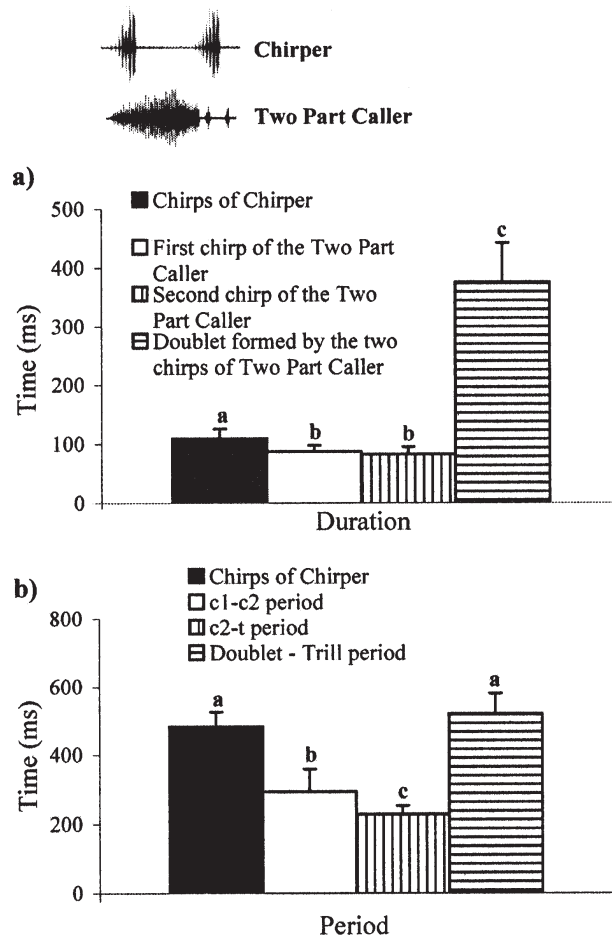 Chirper
Two Part Caller
a)
500
400
300
200
100
0
Time (ms)
Chirps of Chirper
First chirp of the Two Part
Caller
Second chirp of the Two
Part Caller
Doublet formed by the two
chirps of Two Part Caller
a
b
b
c
Duration
b)
800
600
400
200
0
Time (ms)
Chirps of Chirper
c1-c2 period
c2-t period
Doublet - Trill period
a
b
c
a
Period